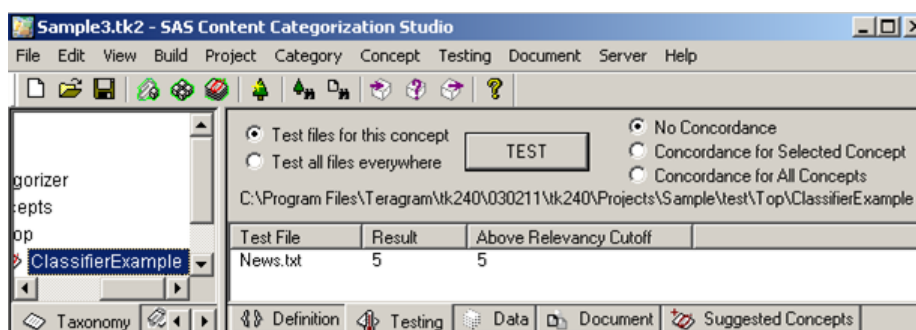 Sample3.tk2 - SAS Content Categorization Studio
File Edit View Build Project Category Concept Testing Document Server Help
Test files for this concept
Test all files everywhere
TEST
No Concordance
Concordance for Selected Concept
Concordance for All Concepts
C:\Program Files\Teragram\tk240\030211\tk240\Projects\Sample\test\Top\ClassifierExample
gorizer
cepts
op
ClassifierExample
Test File Result Above Relevancy Cutoff
News.txt 5 5
Taxonomy
Definition Testing Data Document Suggested Concepts